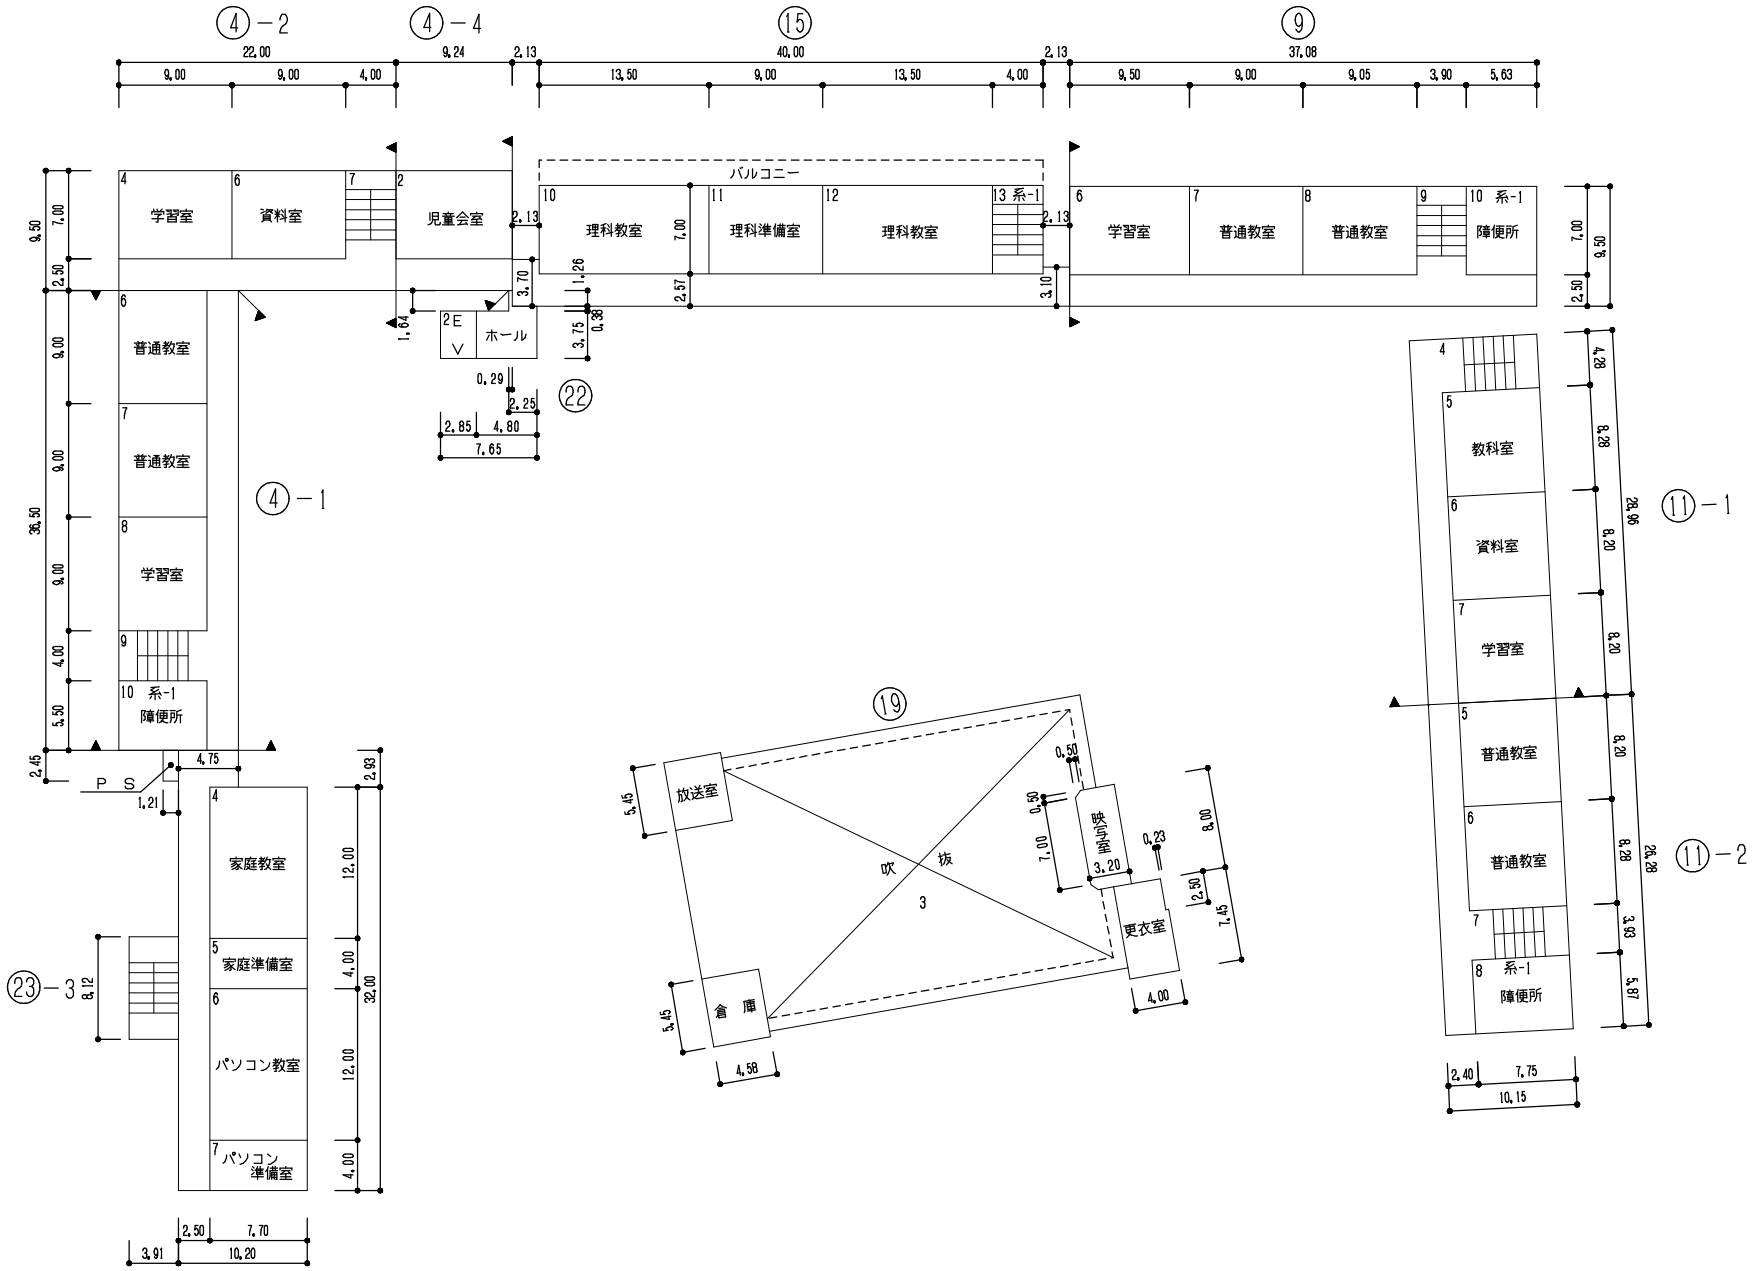 ④-2 ④-4 ⑮ ⑨
22.00 9.24 2.13 40.00 2.13 37.08
9.00 9.00 4.00 13.50 9.00 13.50 4.00 9.50 9.00 9.05 3.90 5.63
バルコニー
4 学習室
6 資料室
7
2 児童会室
2.13
10 理科教室
7.00
11 理科準備室
12 理科教室
13 系-1
2.13
6 学習室
7 普通教室
8 普通教室
9
10 系-1
障便所
9.50
7.00
2.50
7.00
9.50
2.50
3.70
1.26
2.57
3.10
1.64
2 E
V
ホール
3.75
0.38
0.29
2.25
㉒
2.85 4.80
7.65
6
普通教室
7
普通教室
8
学習室
9
10 系-1
障便所
9.00
9.00
9.00
4.00
5.50
36.50
2.45
④-1
P S
4.75
1.21
2.93
4
家庭教室
5
家庭準備室
6
パソコン教室
7 パソコン
準備室
12.00
4.00
12.00
4.00
32.00
㉓-3
8.12
2.50 7.70
3.91 10.20
⑲
放送室
5.45
吹 抜
3
0.50
0.50
7.00
映写室
3.20
0.23
8.00
2.50
7.45
更衣室
4.00
倉 庫
5.45
4.58
4
5
教科室
6
資料室
7
学習室
5
普通教室
6
普通教室
7
8 系-1
障便所
4.28
8.28
8.20
8.20
28.96
⑪-1
8.20
8.28
3.93
5.87
26.28
⑪-2
2.40 7.75
10.15